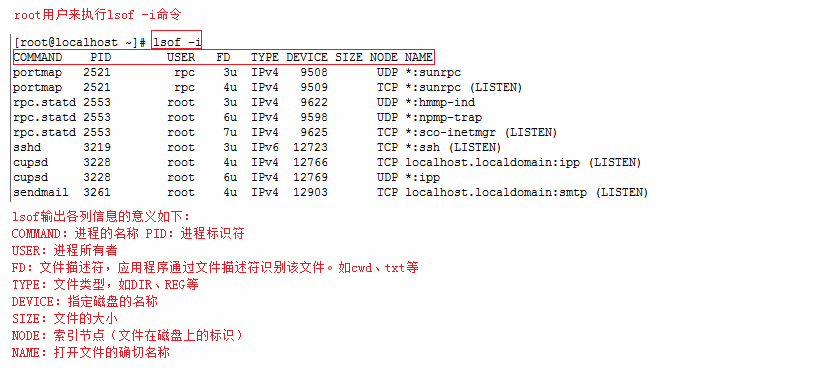 root用户来执行lsof -i命令
[root@localhost ~]# lsof -i
COMMAND PID USER FD TYPE DEVICE SIZE NODE NAME
portmap 2521 rpc 3u IPv4 9508 UDP *:sunrpc
portmap 2521 rpc 4u IPv4 9509 TCP *:sunrpc (LISTEN)
rpc.statd 2553 root 3u IPv4 9622 UDP *:hmmp-ind
rpc.statd 2553 root 6u IPv4 9598 UDP *:npmp-trap
rpc.statd 2553 root 7u IPv4 9625 TCP *:sco-inetmgr (LISTEN)
sshd 3219 root 3u IPv6 12723 TCP *:ssh (LISTEN)
cupsd 3228 root 4u IPv4 12766 TCP localhost.localdomain:ipp (LISTEN)
cupsd 3228 root 6u IPv4 12769 UDP *:ipp
sendmail 3261 root 4u IPv4 12903 TCP localhost.localdomain:smtp (LISTEN)
lsof输出各列信息的意义如下：
COMMAND：进程的名称 PID：进程标识符
USER：进程所有者
FD：文件描述符，应用程序通过文件描述符识别该文件。如cwd、txt等
TYPE：文件类型，如DIR、REG等
DEVICE：指定磁盘的名称
SIZE：文件的大小
NODE：索引节点（文件在磁盘上的标识）
NAME：打开文件的确切名称